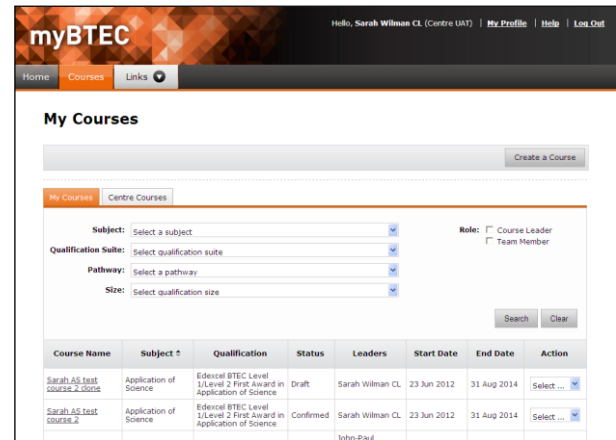 myBTEC
Hello, Sarah Wilman CL (Centre UAT) | My Profile | Help | Log Out
Home Courses Links
My Courses
Create a Course
My Courses Centre Courses
Subject: Select a subject Role: Course Leader
Team Member
Qualification Suite: Select qualification suite
Pathway: Select a pathway
Size: Select qualification size
Search Clear
Course Name Subject Qualification Status Leaders Start Date End Date Action
Sarah AS test course 2 clone Application of Science Edexcel BTEC Level 1/Level 2 First Award in Application of Science Draft Sarah Wilman CL 23 Jun 2012 31 Aug 2014 Select ...
Sarah AS test course 2 Application of Science Edexcel BTEC Level 1/Level 2 First Award in Application of Science Confirmed Sarah Wilman CL 23 Jun 2012 31 Aug 2014 Select ...
John-Paul